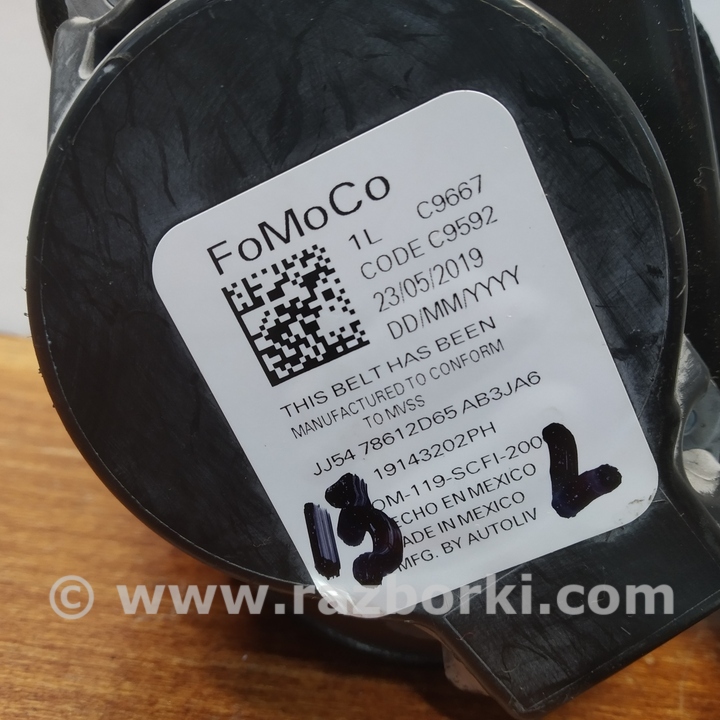 FoMoCo
1L C9667
CODE C9592
23/05/2019
DD/MM/YYYY
THIS BELT HAS BEEN
MANUFACTURED TO CONFORM
TO MVSS
JJ54 78612D65 AB3JA6
19143202PH
OM-119-SCFI-200
ECHO EN MEXICO
ADE IN MEXICO
MFG. BY AUTOLIV
13 L
© www.razborki.com